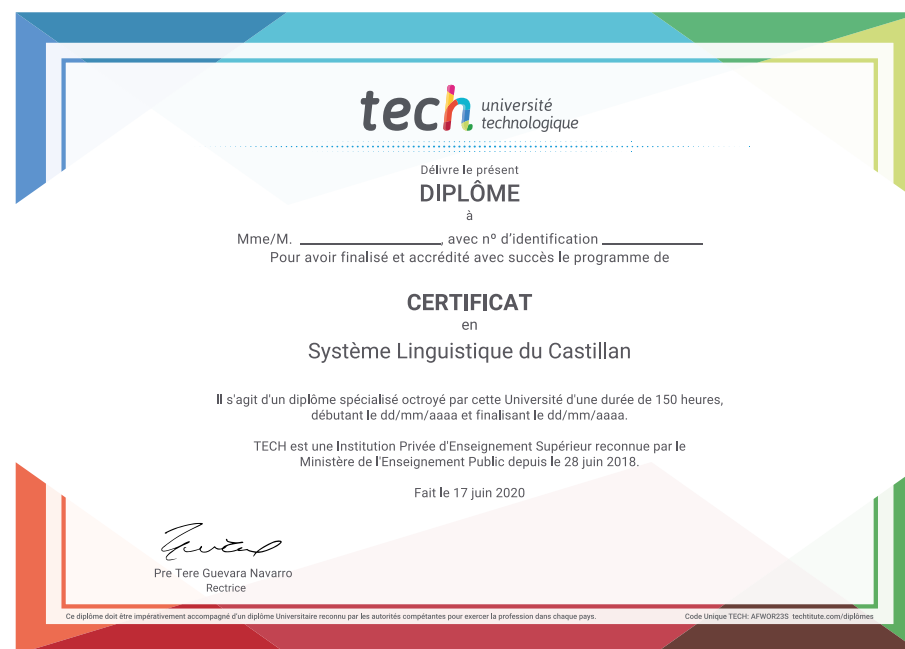 tech université
technologique
Délivre le présent
DIPLÔME
à
Mme/M. ____________________, avec nº d'identification ______________
Pour avoir finalisé et accrédité avec succès le programme de
CERTIFICAT
en
Système Linguistique du Castillan
Il s'agit d'un diplôme spécialisé octroyé par cette Université d'une durée de 150 heures,
débutant le dd/mm/aaaa et finalisant le dd/mm/aaaa.
TECH est une Institution Privée d'Enseignement Supérieur reconnue par le
Ministère de l'Enseignement Public depuis le 28 juin 2018.
Fait le 17 juin 2020
Pre Tere Guevara Navarro
Rectrice
Ce diplôme doit être impérativement accompagné d'un diplôme Universitaire reconnu par les autorités compétantes pour exercer la profession dans chaque pays.
Code Unique TECH: AFWOR23S techtitute.com/diplômes